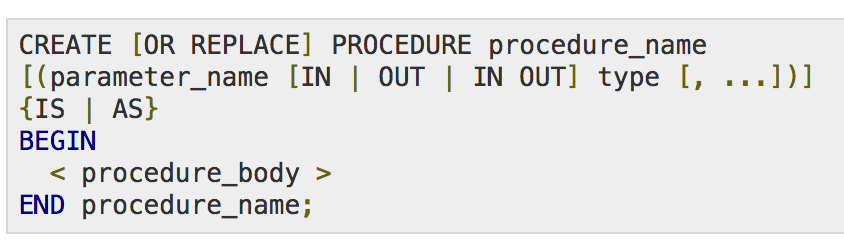 CREATE [OR REPLACE] PROCEDURE procedure_name
[(parameter_name [IN | OUT | IN OUT] type [, ...])]
{IS | AS}
BEGIN
  < procedure_body >
END procedure_name;